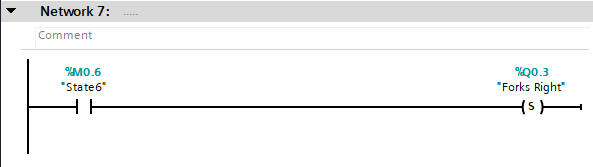 Network 7: .....
Comment
%M0.6
"State6"
%Q0.3
"Forks Right"
S